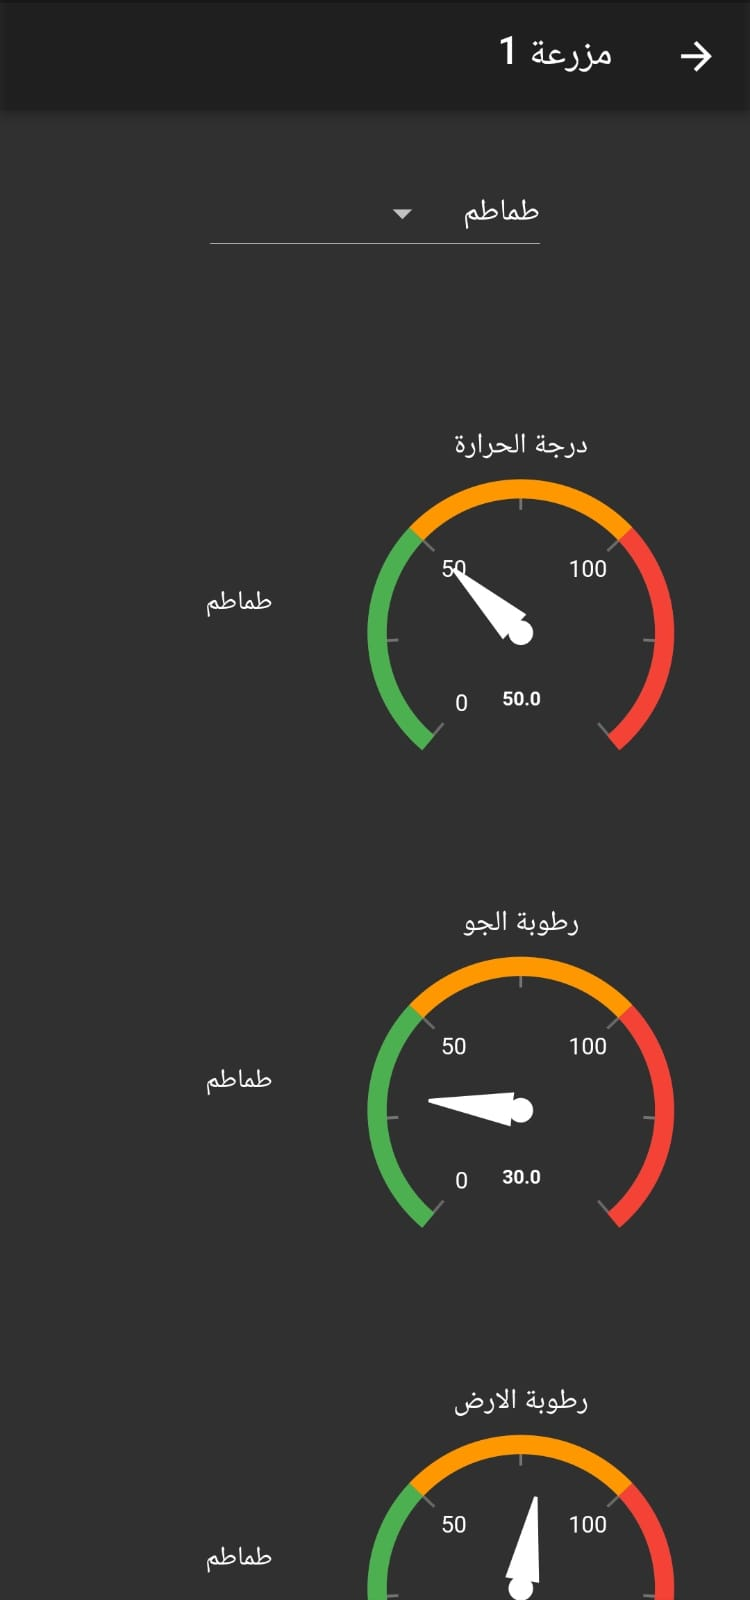 مزرعة 1
طماطم
درجة الحرارة
50
100
طماطم
0
50.0
رطوبة الجو
50
100
طماطم
0
30.0
رطوبة الارض
50
100
طماطم